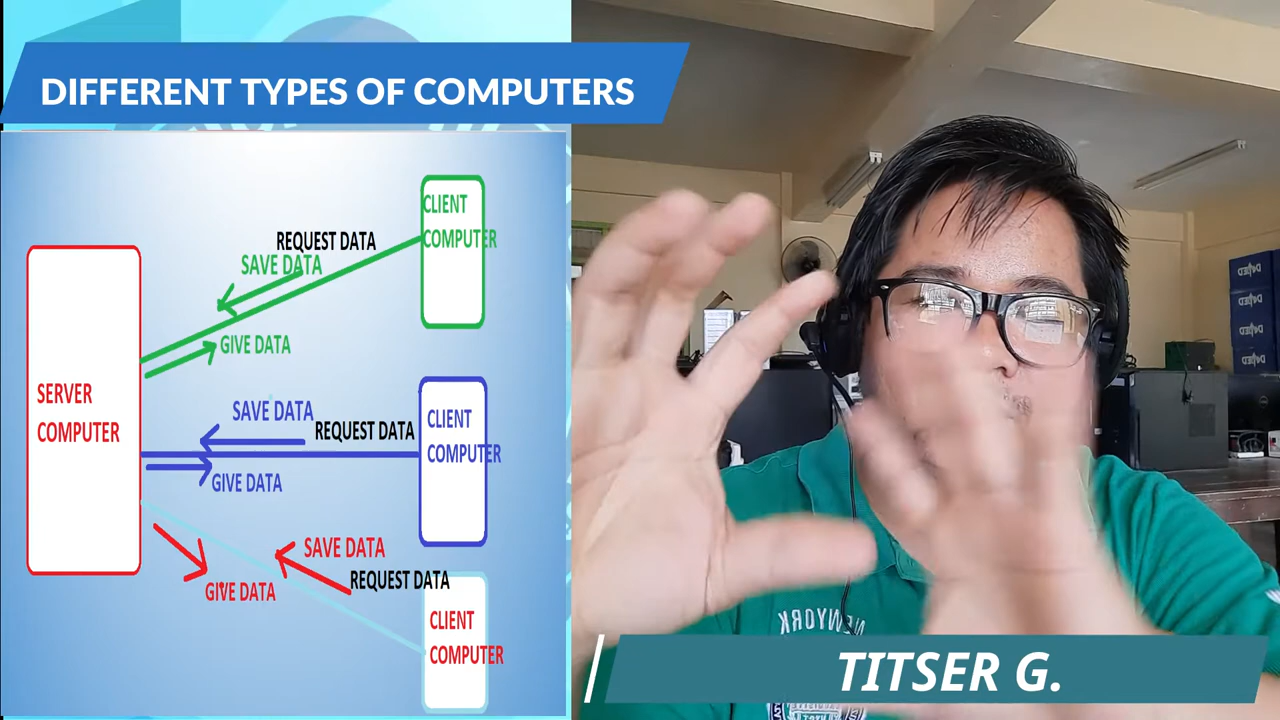 DIFFERENT TYPES OF COMPUTERS
CLIENT
COMPUTER
REQUEST DATA
SAVE DATA
GIVE DATA
SERVER
COMPUTER
SAVE DATA
REQUEST DATA
CLIENT
COMPUTER
GIVE DATA
SAVE DATA
REQUEST DATA
GIVE DATA
CLIENT
COMPUTER
NEWYORK
TITSER G.